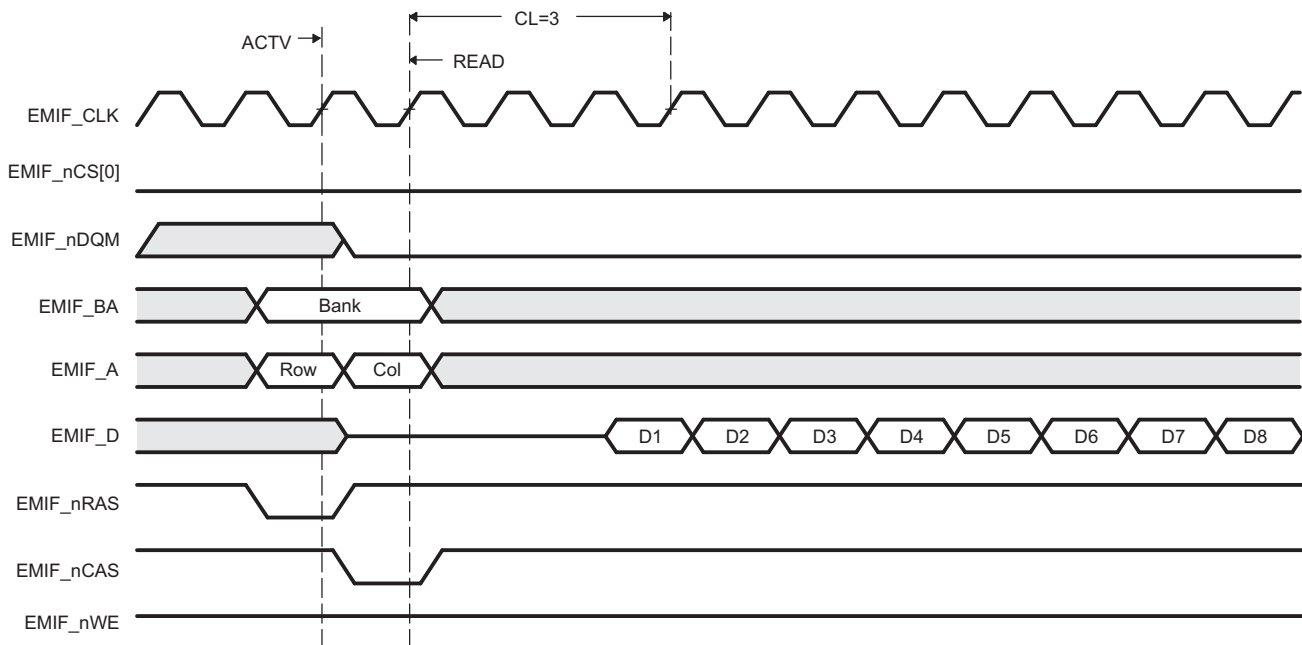 CL=3
ACTV
READ
EMIF_CLK
EMIF_nCS[0]
EMIF_nDQM
EMIF_BA
Bank
EMIF_A
Row
Col
EMIF_D
D1
D2
D3
D4
D5
D6
D7
D8
EMIF_nRAS
EMIF_nCAS
EMIF_nWE